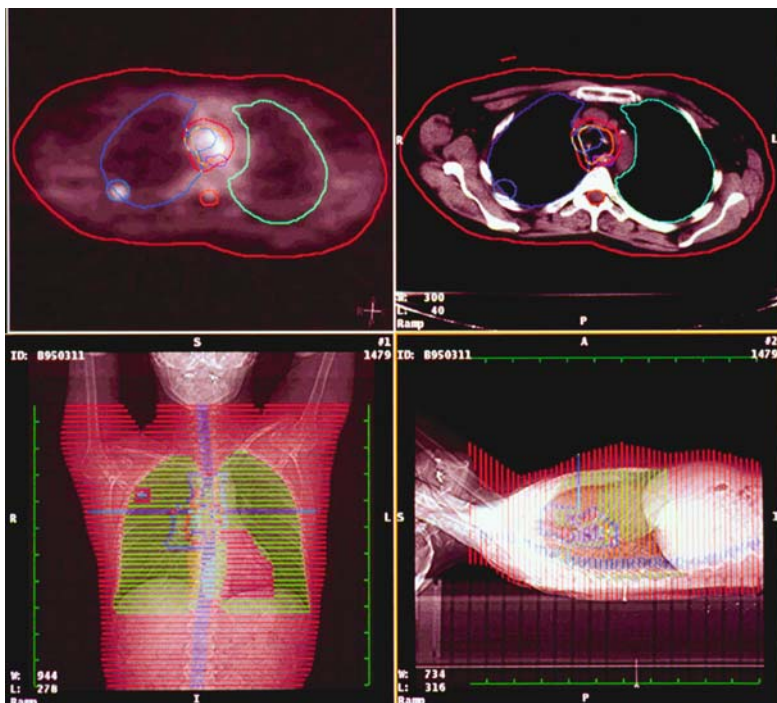 R
R
L
W: 300
L: 40
Ramp
P
S
#1
ID: B950311
1479
R
L
W: 944
L: 278
Ramp
I
A
#2
ID: B950311
1479
S
I
W: 734
L: 316
Ramp
P